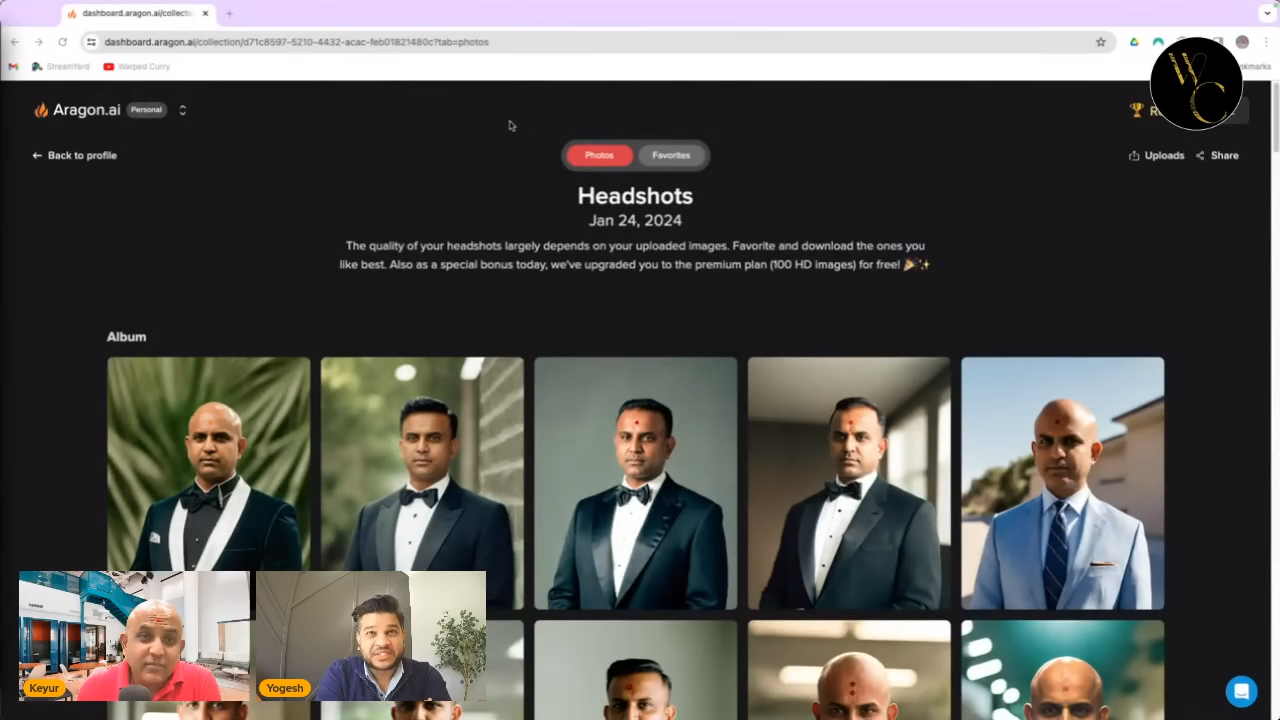 dashboard.aragon.ai/collecti
dashboard.aragon.ai/collection/d71c8597-5210-4432-acac-feb01821480c?tab=photos
StreamYard
Warped Curry
Aragon.ai
Personal
Back to profile
Photos
Favorites
Uploads
Share
Headshots
Jan 24, 2024
The quality of your headshots largely depends on your uploaded images. Favorite and download the ones you
like best. Also as a special bonus today, we've upgraded you to the premium plan (100 HD images) for free! 🎉✨
Album
Keyur
Yogesh